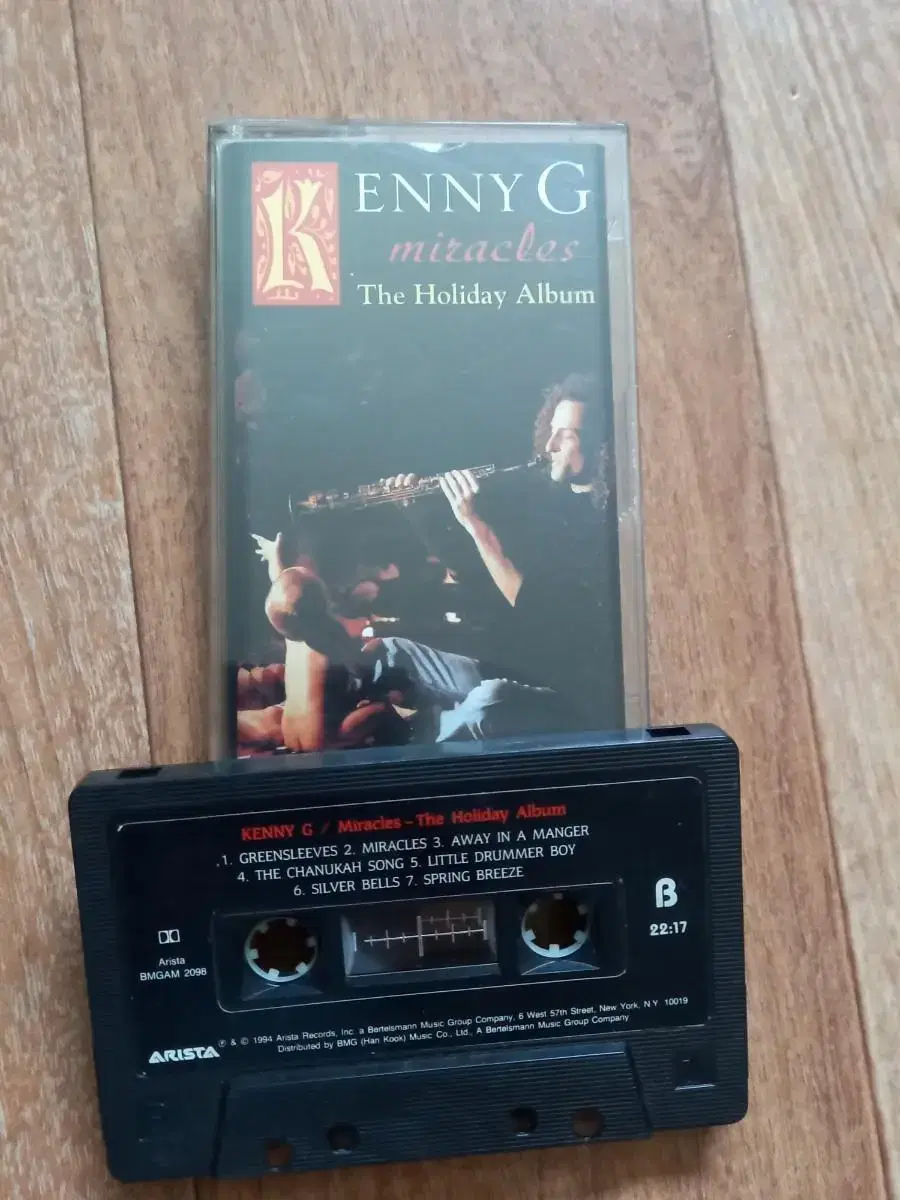 KENNY G
miracles
The Holiday Album
KENNY G / Miracles - The Holiday Album
1. GREENSLEEVES 2. MIRACLES 3. AWAY IN A MANGER
4. THE CHANUKAH SONG 5. LITTLE DRUMMER BOY
6. SILVER BELLS 7. SPRING BREEZE
B
22:17
Arista
BMGAM 2098
ARISTA
℗ & © 1994 Arista Records, Inc. a Bertelsmann Music Group Company, 6 West 57th Street, New York, N.Y 10019
Distributed by BMG (Han Kook) Music Co., Ltd., A Bertelsmann Music Group Company